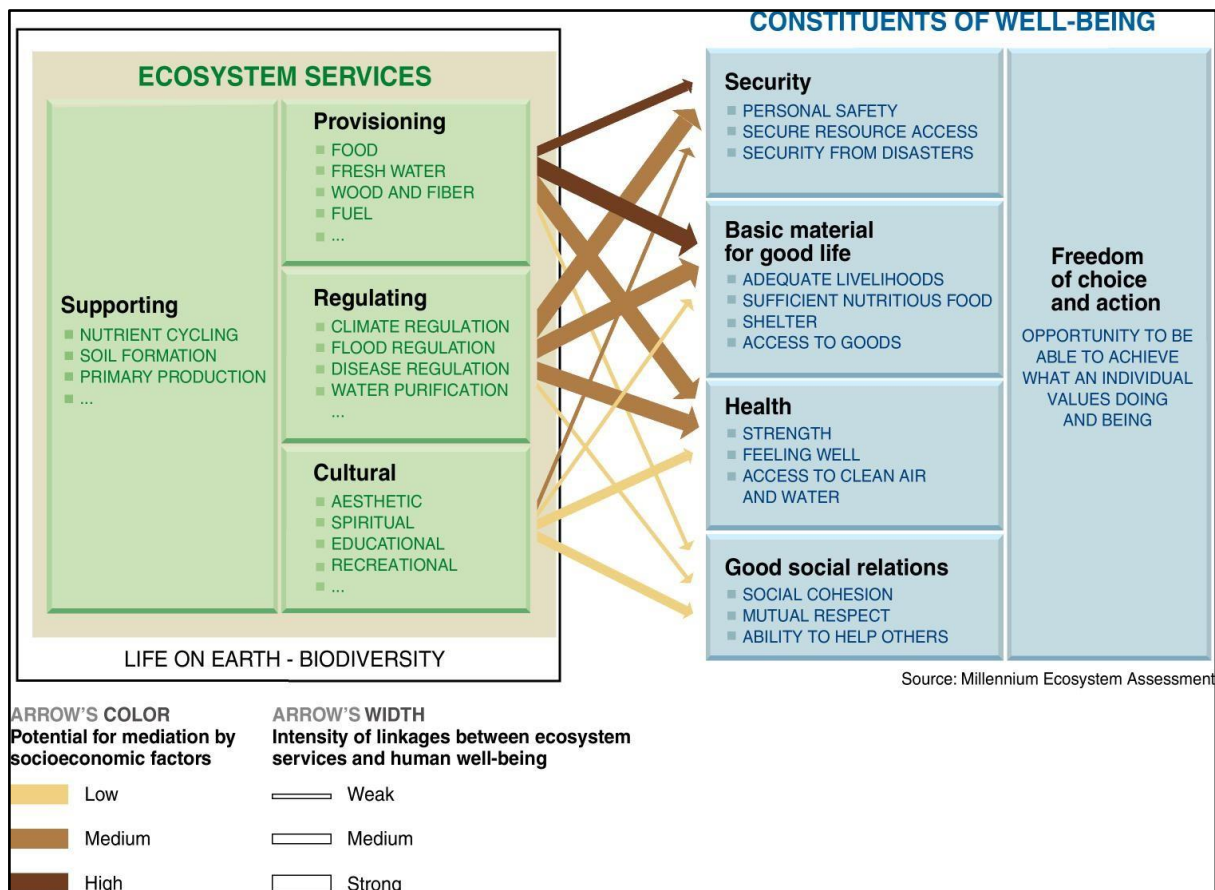 CONSTITUENTS OF WELL-BEING
ECOSYSTEM SERVICES
Supporting
NUTRIENT CYCLING
SOIL FORMATION
PRIMARY PRODUCTION
...
Provisioning
FOOD
FRESH WATER
WOOD AND FIBER
FUEL
...
Regulating
CLIMATE REGULATION
FLOOD REGULATION
DISEASE REGULATION
WATER PURIFICATION
...
Cultural
AESTHETIC
SPIRITUAL
EDUCATIONAL
RECREATIONAL
...
LIFE ON EARTH - BIODIVERSITY
Security
PERSONAL SAFETY
SECURE RESOURCE ACCESS
SECURITY FROM DISASTERS
Basic material
for good life
ADEQUATE LIVELIHOODS
SUFFICIENT NUTRITIOUS FOOD
SHELTER
ACCESS TO GOODS
Health
STRENGTH
FEELING WELL
ACCESS TO CLEAN AIR
AND WATER
Good social relations
SOCIAL COHESION
MUTUAL RESPECT
ABILITY TO HELP OTHERS
Freedom
of choice
and action
OPPORTUNITY TO BE
ABLE TO ACHIEVE
WHAT AN INDIVIDUAL
VALUES DOING
AND BEING
Source: Millennium Ecosystem Assessment
ARROW'S COLOR
Potential for mediation by
socioeconomic factors
Low
Medium
High
ARROW'S WIDTH
Intensity of linkages between ecosystem
services and human well-being
Weak
Medium
Strong